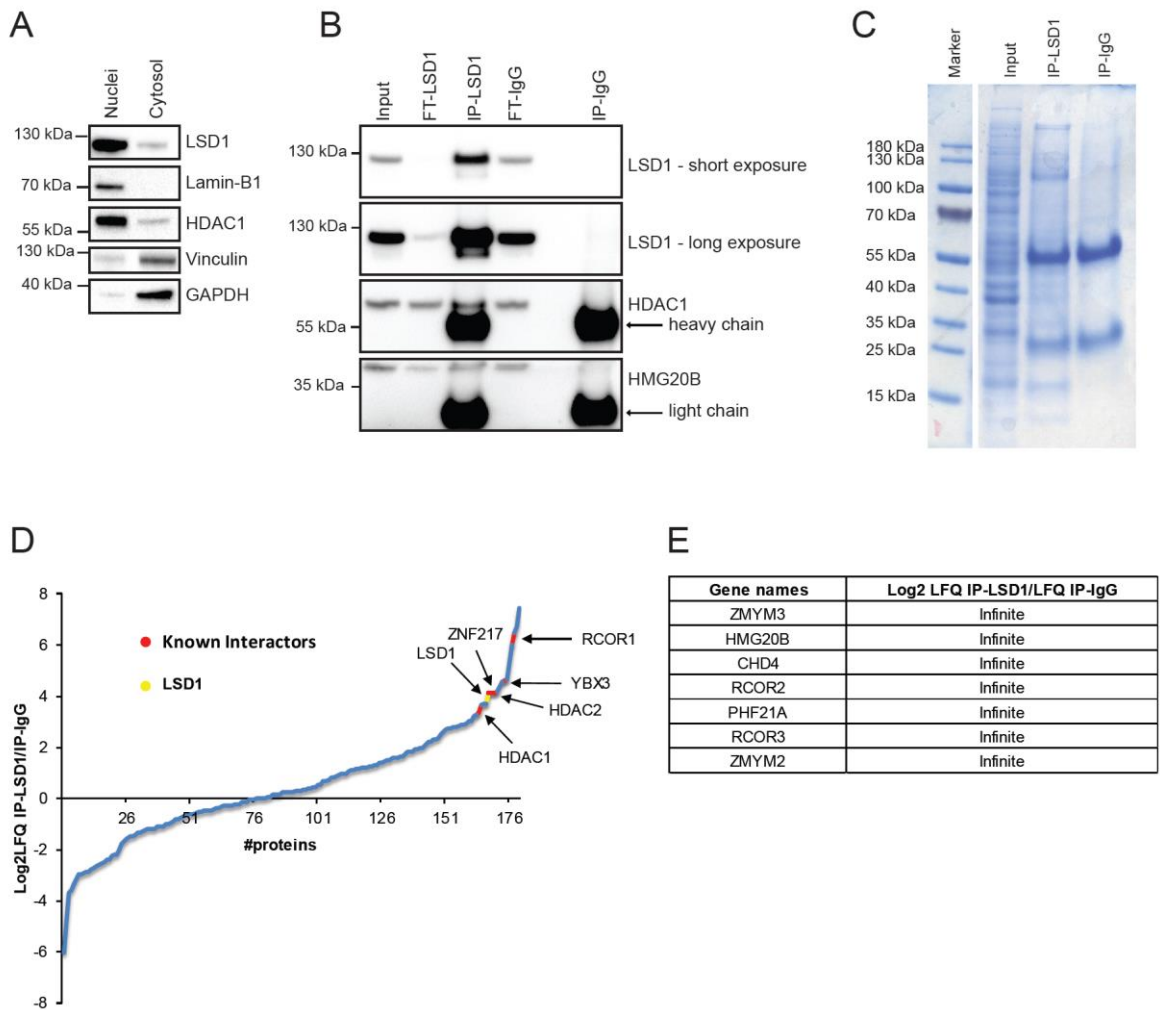 A
Nuclei
Cytosol
130 kDa
LSD1
70 kDa
Lamin-B1
55 kDa
HDAC1
130 kDa
Vinculin
40 kDa
GAPDH
B
Input
FT-LSD1
IP-LSD1
FT-IgG
IP-IgG
130 kDa
LSD1 - short exposure
130 kDa
LSD1 - long exposure
HDAC1
55 kDa
heavy chain
HMG20B
35 kDa
light chain
C
Marker
Input
IP-LSD1
IP-IgG
180 kDa
130 kDa
100 kDa
70 kDa
55 kDa
40 kDa
35 kDa
25 kDa
15 kDa
D
Log2LFQ IP-LSD1/IP-IgG
8
6
4
2
0
-2
-4
-6
-8
Known Interactors
LSD1
ZNF217
LSD1
RCOR1
YBX3
HDAC2
HDAC1
26 51 76 101 126 151 176
#proteins
E
Gene names Log2 LFQ IP-LSD1/LFQ IP-IgG
ZMYM3 Infinite
HMG20B Infinite
CHD4 Infinite
RCOR2 Infinite
PHF21A Infinite
RCOR3 Infinite
ZMYM2 Infinite